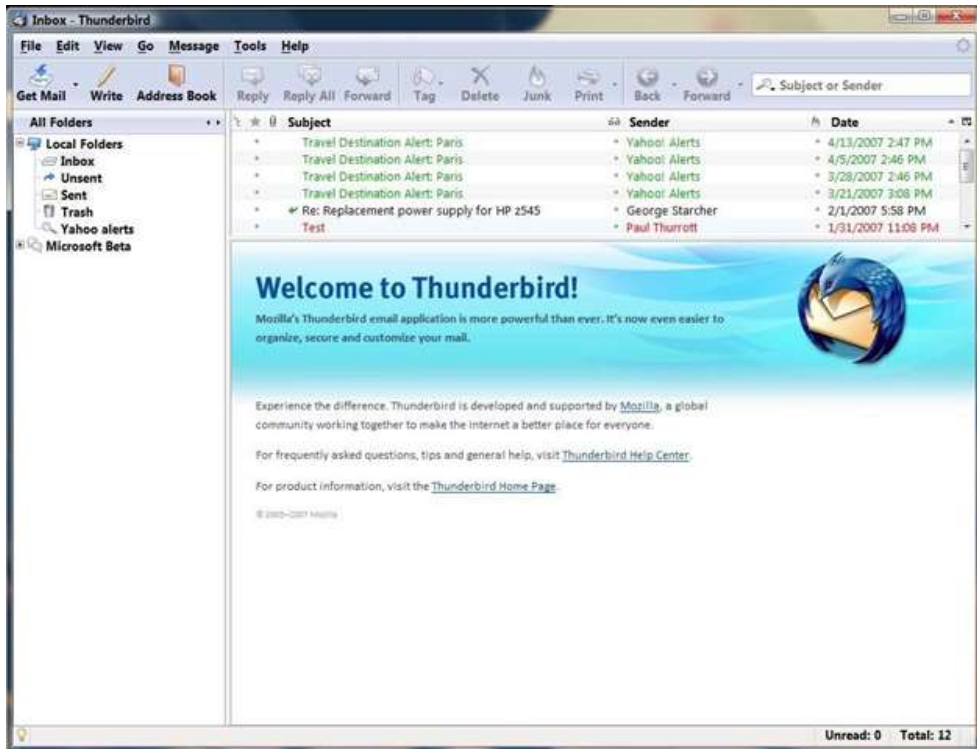 Inbox - Thunderbird
File Edit View Go Message Tools Help
Get Mail Write Address Book Reply Reply All Forward Tag Delete Junk Print Back Forward Subject or Sender
All Folders
Local Folders
Inbox
Unsent
Sent
Trash
Yahoo alerts
Microsoft Beta
Subject Sender Date
Travel Destination Alert: Paris Yahoo! Alerts 4/13/2007 2:47 PM
Travel Destination Alert: Paris Yahoo! Alerts 4/5/2007 2:46 PM
Travel Destination Alert: Paris Yahoo! Alerts 3/28/2007 2:46 PM
Travel Destination Alert: Paris Yahoo! Alerts 3/21/2007 3:08 PM
Re: Replacement power supply for HP z545 George Starcher 2/1/2007 5:58 PM
Test Paul Thurrott 1/31/2007 11:08 PM
Welcome to Thunderbird!
Mozilla's Thunderbird email application is more powerful than ever. It's now even easier to
organize, secure and customize your mail.
Experience the difference. Thunderbird is developed and supported by Mozilla, a global
community working together to make the internet a better place for everyone.
For frequently asked questions, tips and general help, visit Thunderbird Help Center.
For product information, visit the Thunderbird Home Page.
Mozilla
Unread: 0 Total: 12